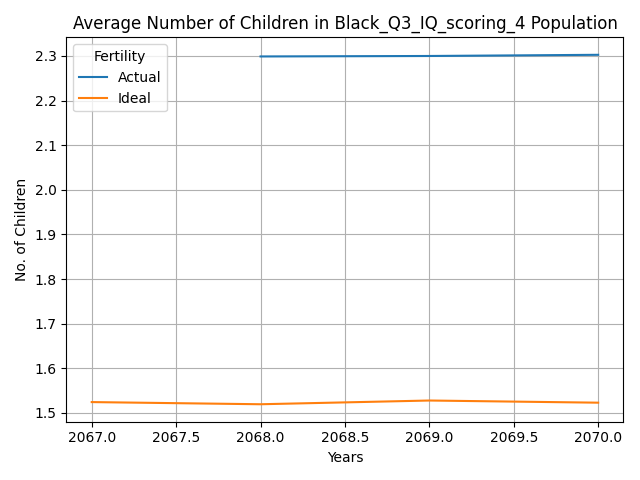 Average Number of Children in Black_Q3_IQ_scoring_4 Population
Fertility
Actual
Ideal
No. of Children
2.3
2.2
2.1
2.0
1.9
1.8
1.7
1.6
1.5
2067.0 2067.5 2068.0 2068.5 2069.0 2069.5 2070.0
Years